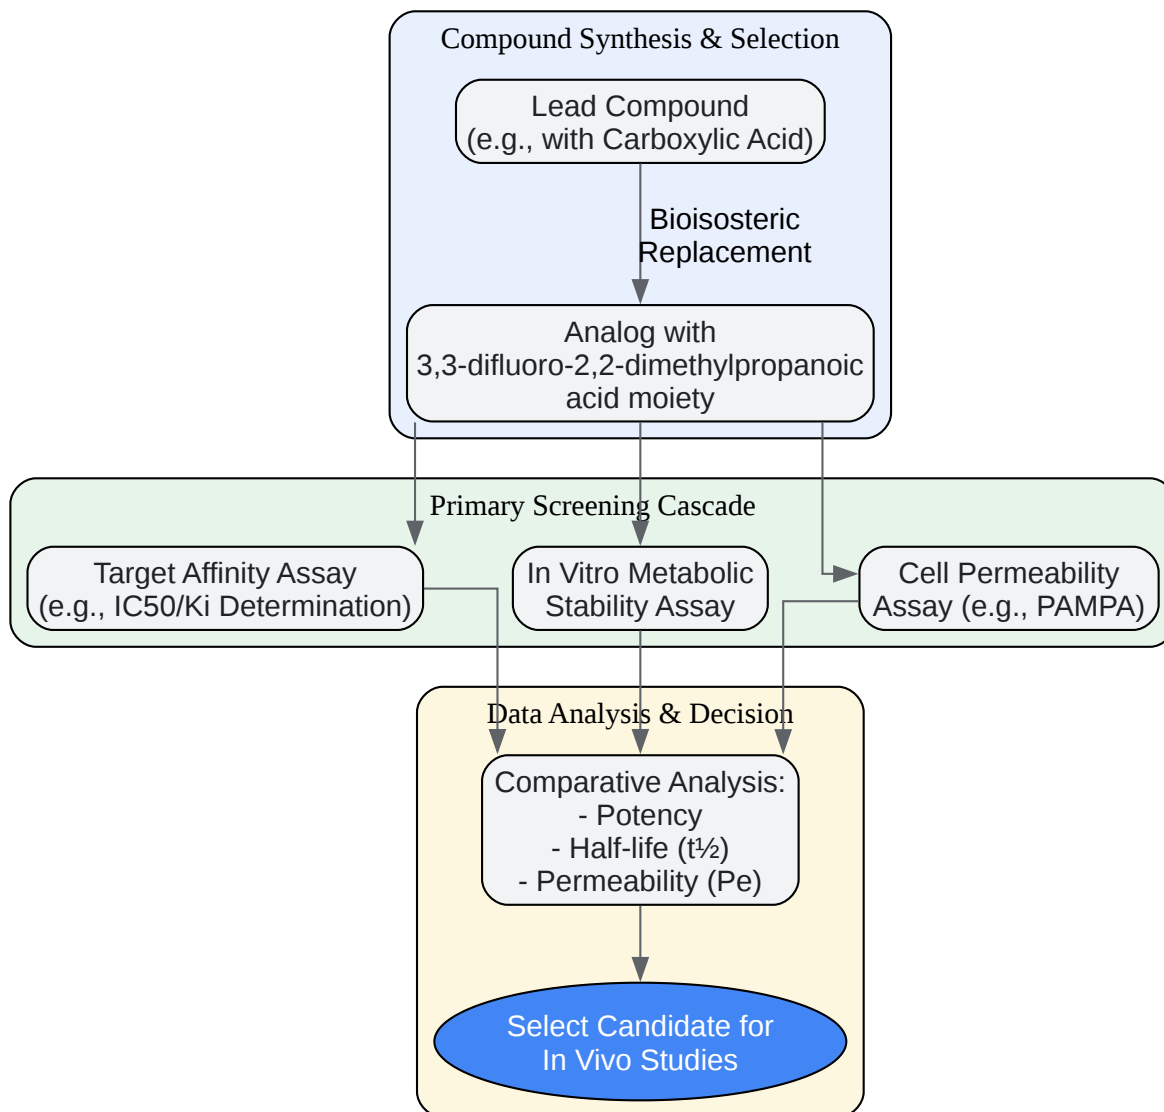 Compound Synthesis & Selection
Lead Compound
(e.g., with Carboxylic Acid)
Bioisosteric
Replacement
Analog with
3,3-difluoro-2,2-dimethylpropanoic
acid moiety
Primary Screening Cascade
Target Affinity Assay
(e.g., IC50/Ki Determination)
In Vitro Metabolic
Stability Assay
Cell Permeability
Assay (e.g., PAMPA)
Data Analysis & Decision
Comparative Analysis:
- Potency
- Half-life (t½)
- Permeability (Pe)
Select Candidate for
In Vivo Studies